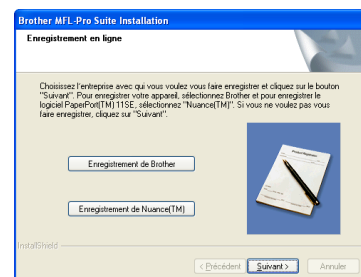 Brother MFL-Pro Suite Installation
Enregistrement en ligne
Choisissez l'entreprise avec qui vous voulez vous faire enregistrer et cliquez sur le bouton
"Suivant". Pour enregistrer votre appareil, sélectionnez Brother et pour enregistrer le
logiciel PaperPort(TM) 11SE, sélectionnez "Nuance(TM)". Si vous ne voulez pas vous
faire enregistrer, cliquez sur "Suivant".
Enregistrement de Brother
Enregistrement de Nuance(TM)
InstallShield
< Précédent
Suivant >
Annuler